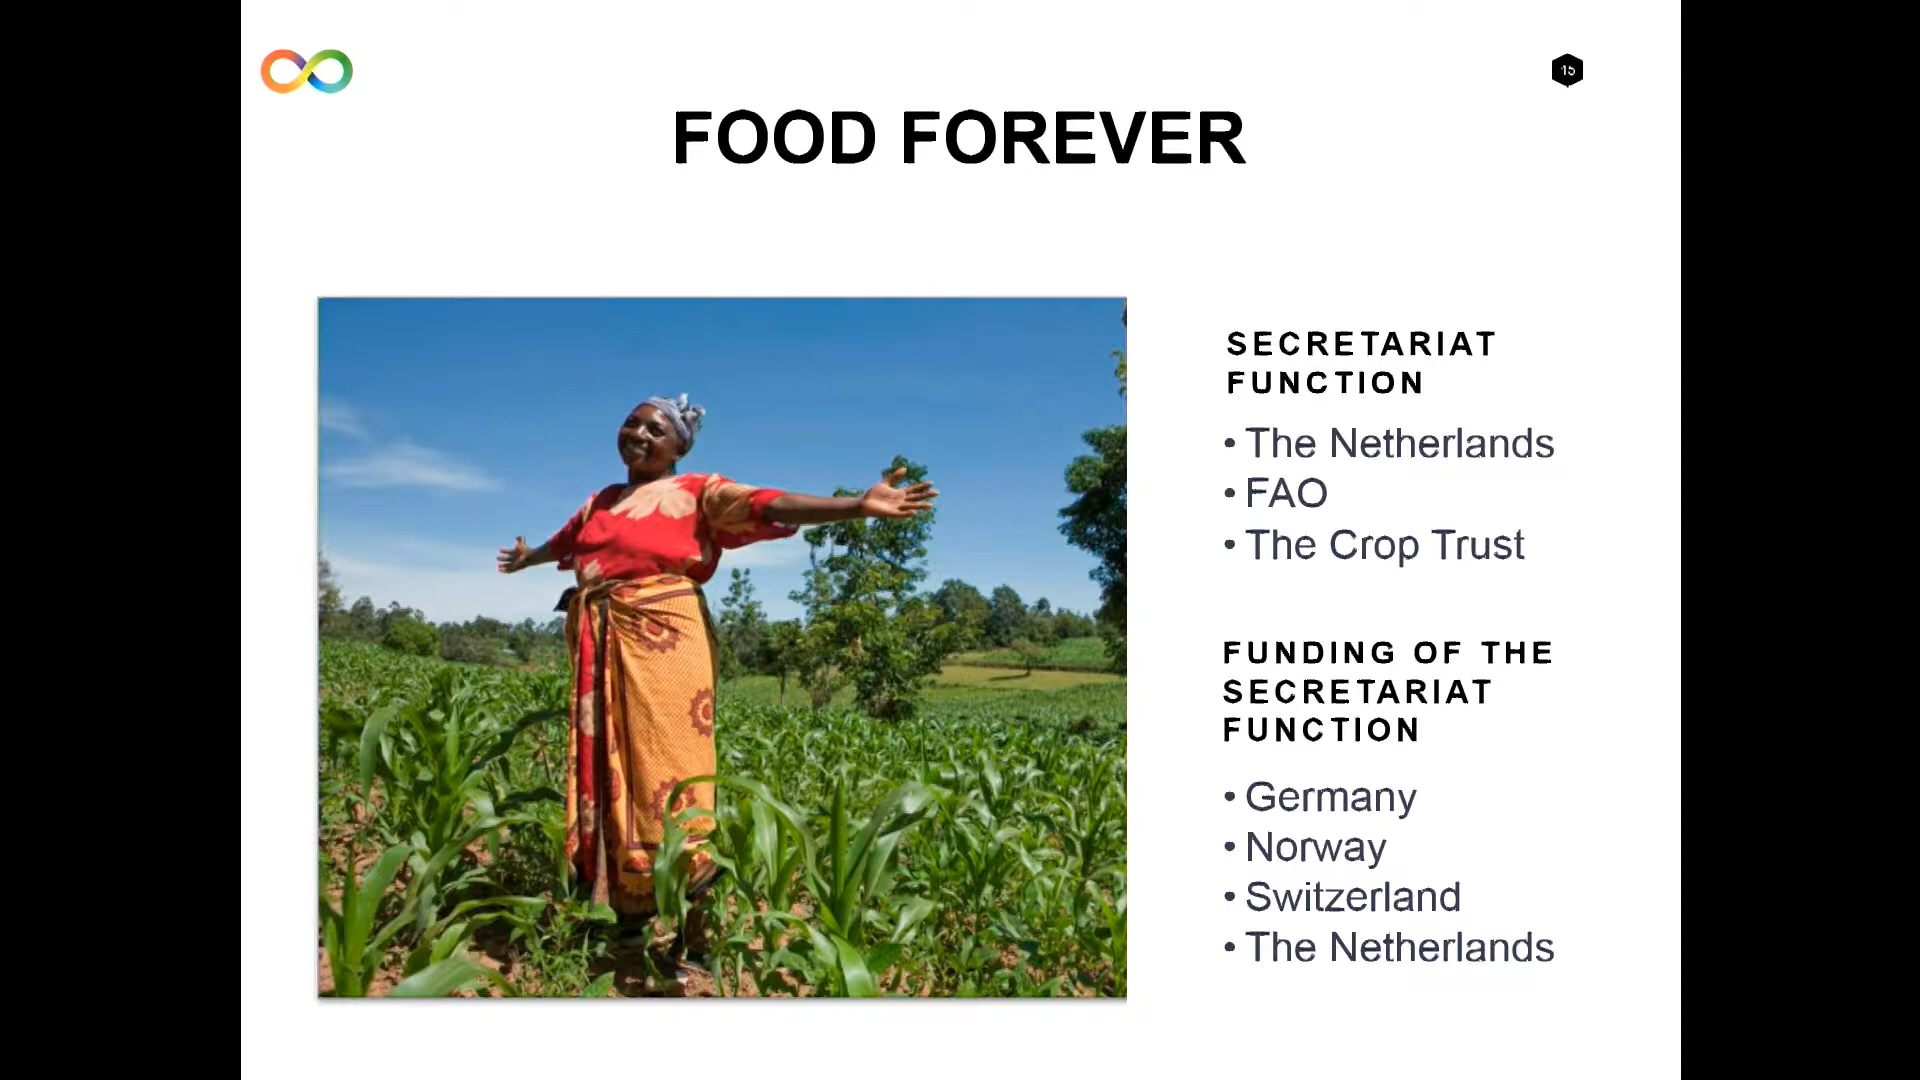 15
FOOD FOREVER
SECRETARIAT
FUNCTION
• The Netherlands
• FAO
• The Crop Trust
FUNDING OF THE
SECRETARIAT
FUNCTION
• Germany
• Norway
• Switzerland
• The Netherlands